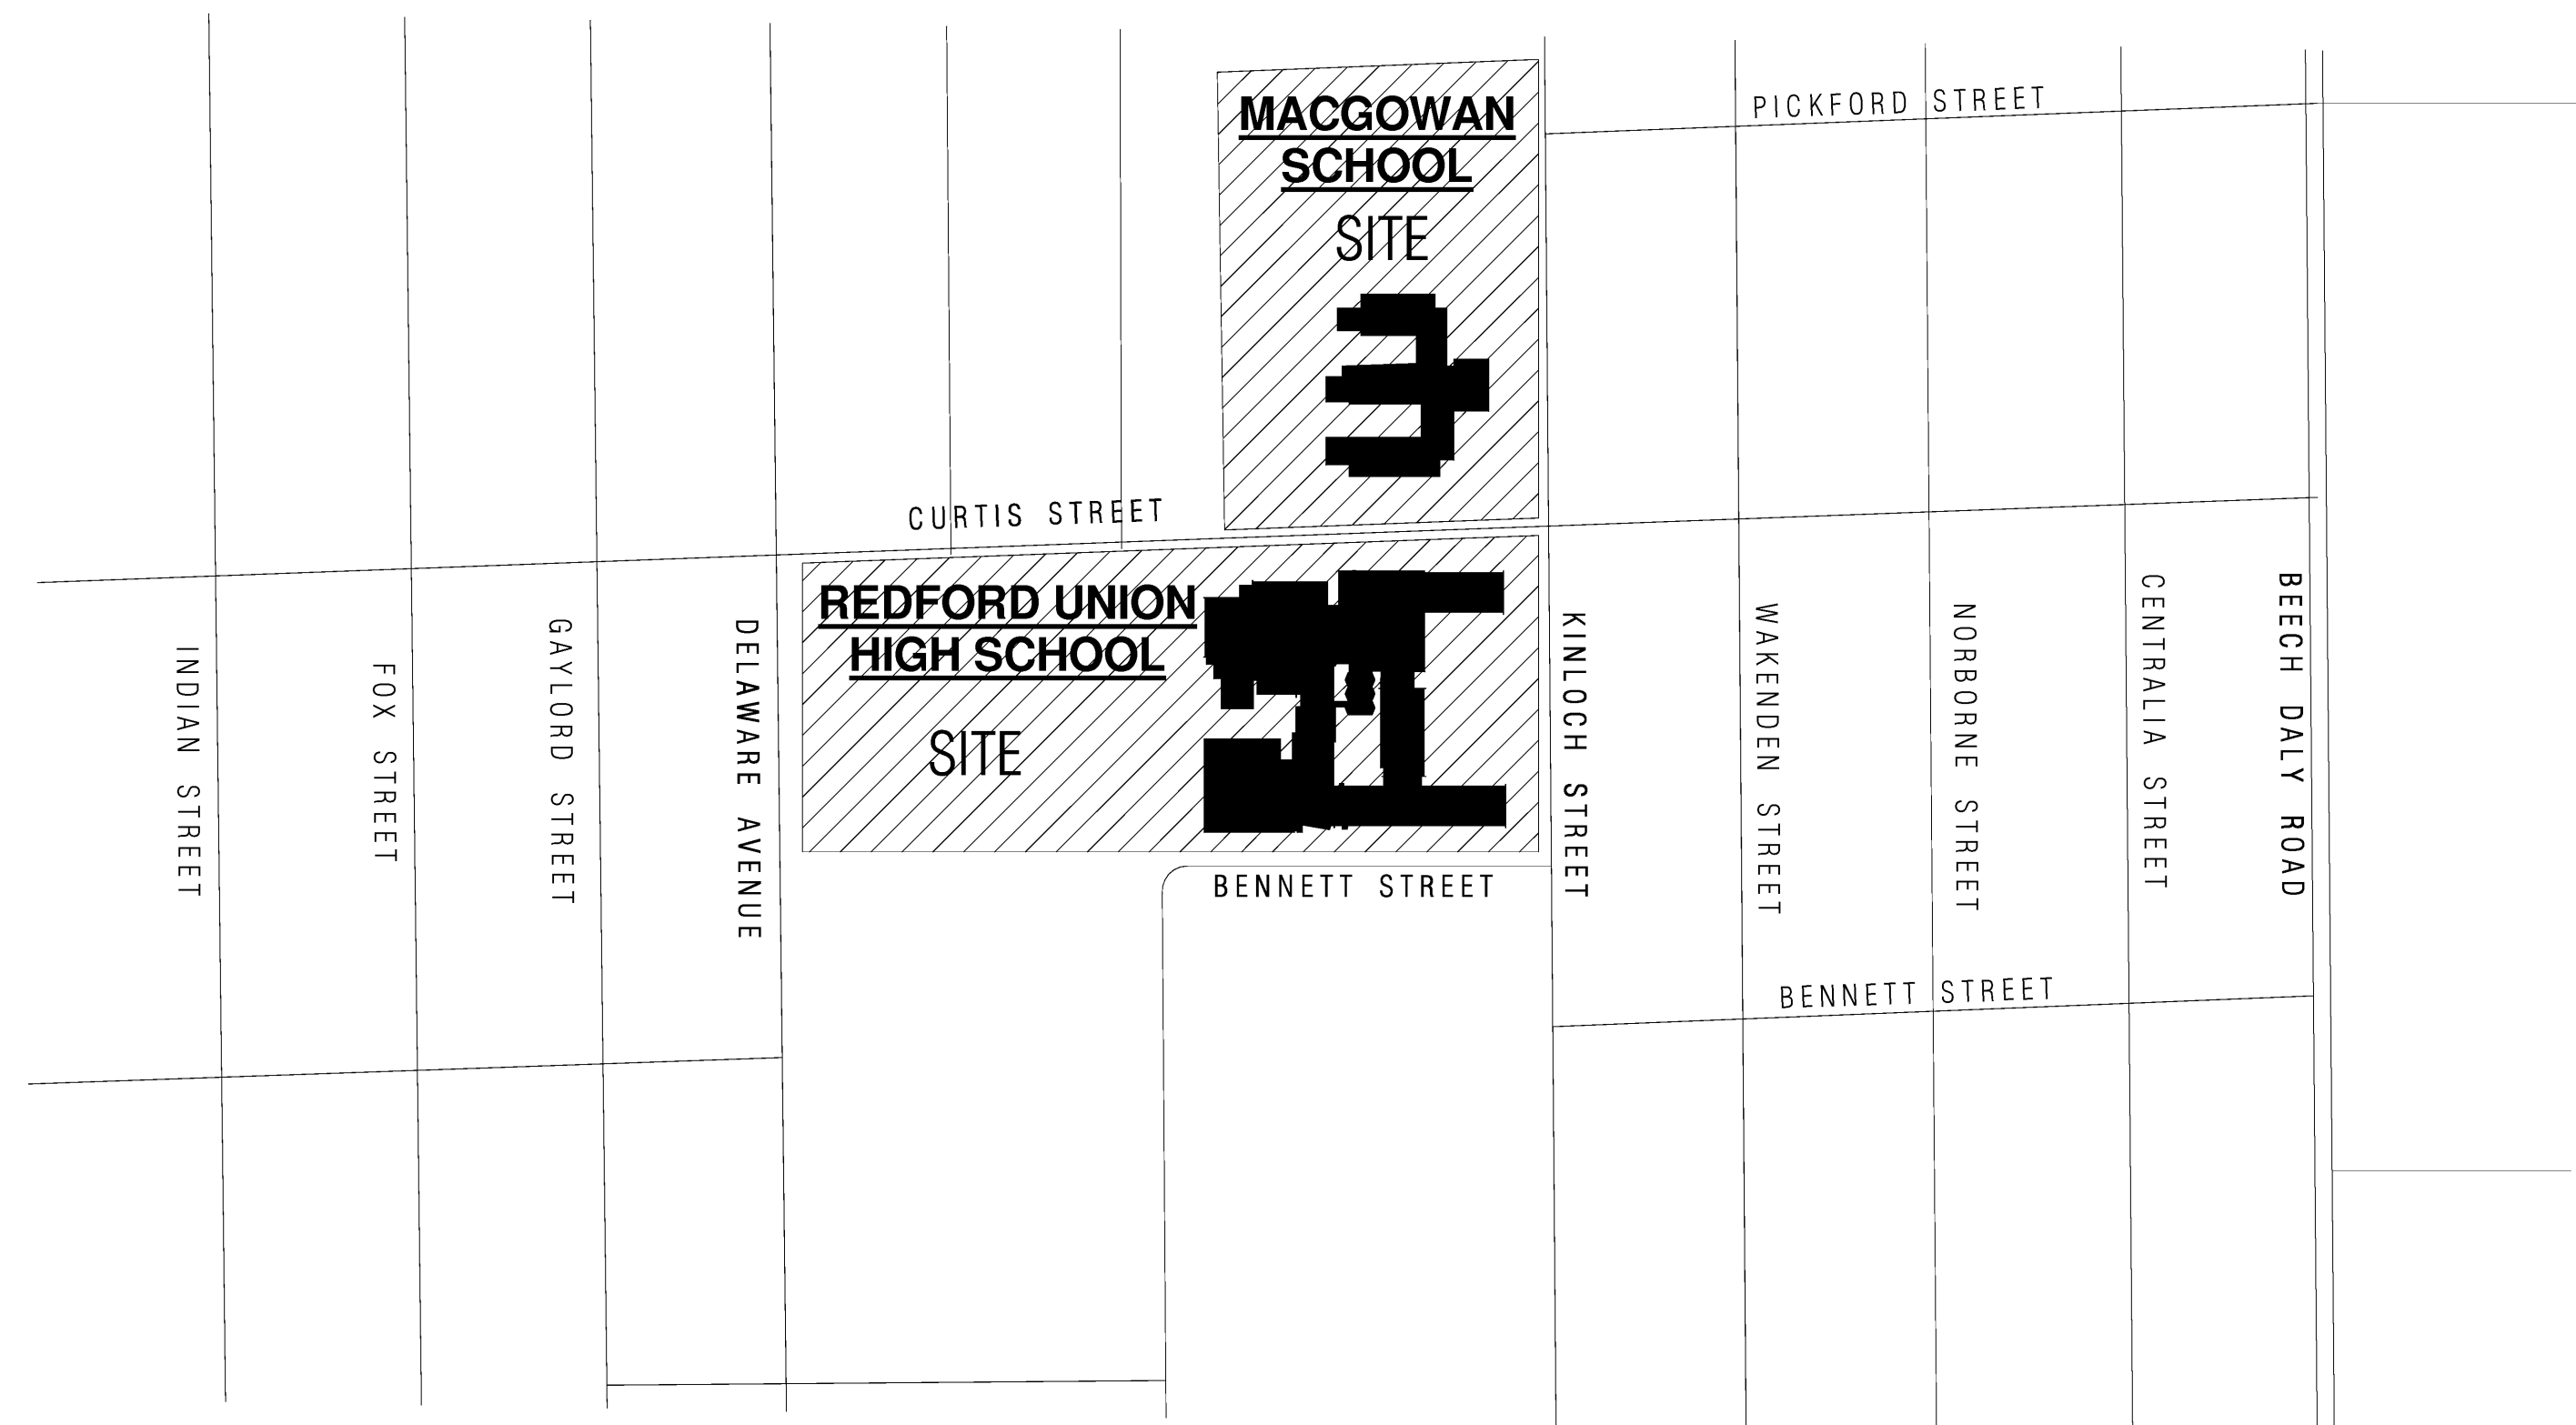 PICKFORD STREET
MACGOWAN
SCHOOL
SITE
CURTIS STREET
REDFORD UNION
HIGH SCHOOL
SITE
INDIAN STREET
FOX STREET
GAYLORD STREET
DELAWARE AVENUE
KINLOCH STREET
WAKENDEN STREET
NORBORNE STREET
CENTRALIA STREET
BEECH DALY ROAD
BENNETT STREET
BENNETT STREET